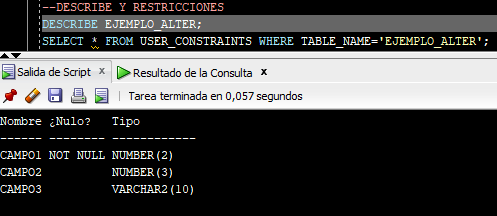 --DESCRIBE Y RESTRICCIONES
DESCRIBE EJEMPLO_ALTER;
SELECT * FROM USER_CONSTRAINTS WHERE TABLE_NAME='EJEMPLO_ALTER';
Salida de Script x Resultado de la Consulta x
Tarea terminada en 0,057 segundos
Nombre ¿Nulo?   Tipo
------ -------- ------------
CAMPO1 NOT NULL NUMBER(2)
CAMPO2          NUMBER(3)
CAMPO3          VARCHAR2(10)